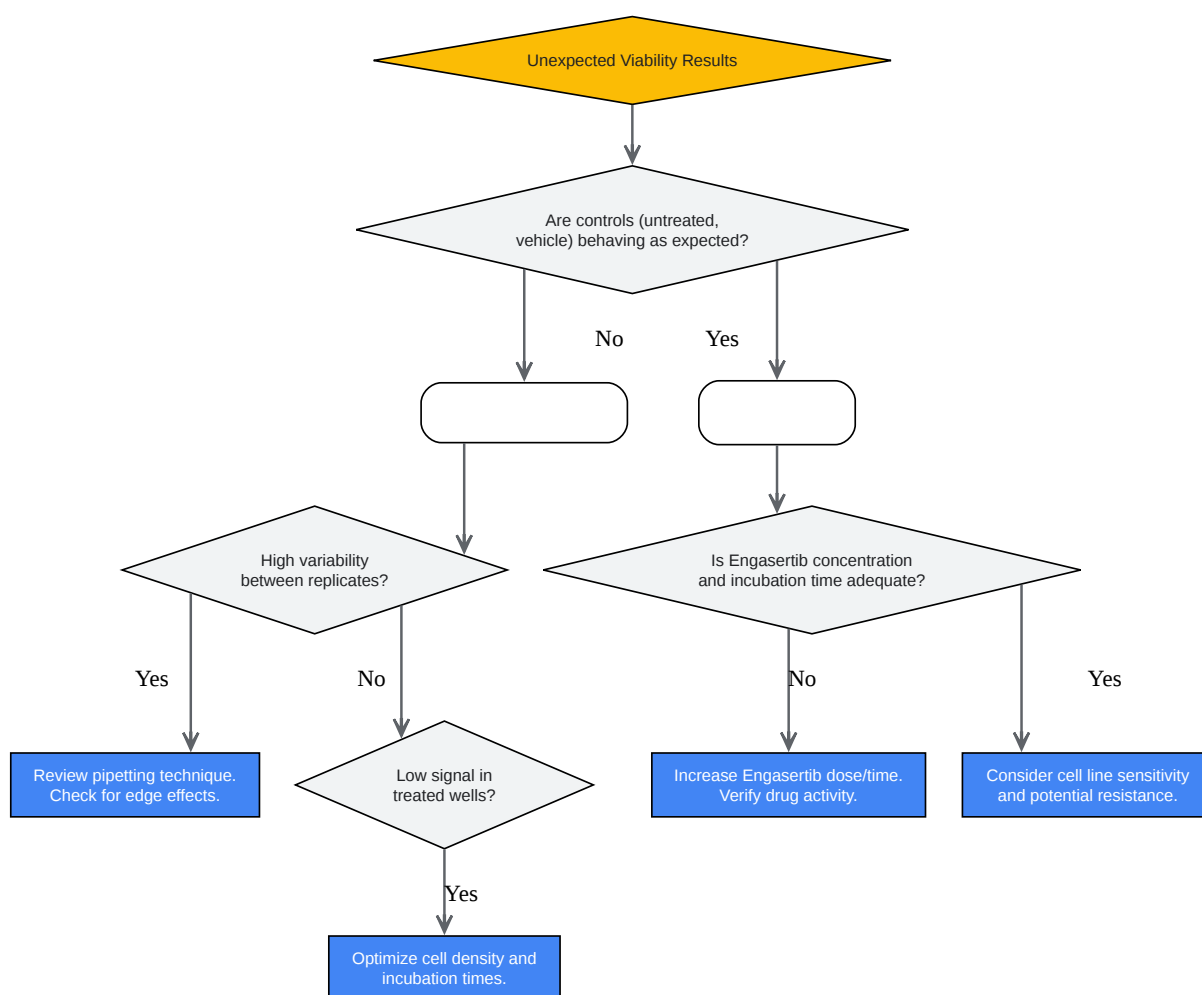 Unexpected Viability Results
Are controls (untreated,
vehicle) behaving as expected?
No
Yes
High variability
between replicates?
Is Engasertib concentration
and incubation time adequate?
Yes
No
No
Yes
Review pipetting technique.
Check for edge effects.
Low signal in
treated wells?
Increase Engasertib dose/time.
Verify drug activity.
Consider cell line sensitivity
and potential resistance.
Yes
Optimize cell density and
incubation times.